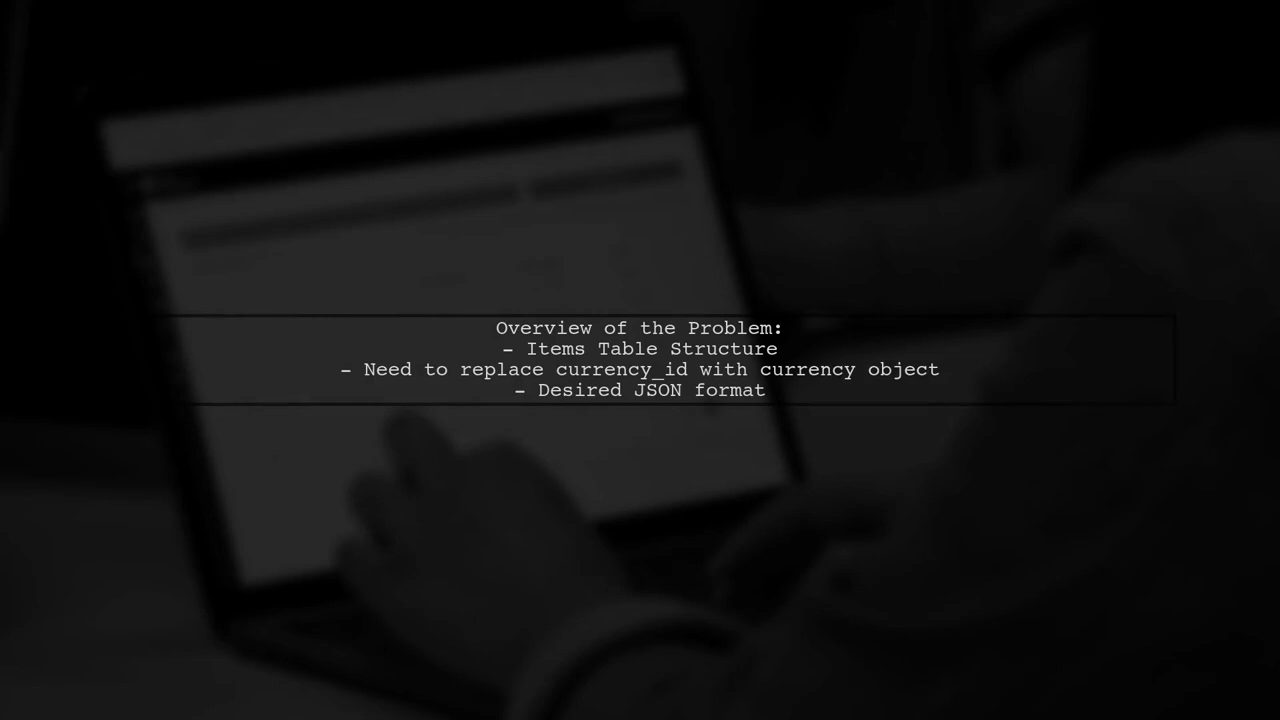 Overview of the Problem:
- Items Table Structure
- Need to replace currency_id with currency object
- Desired JSON format